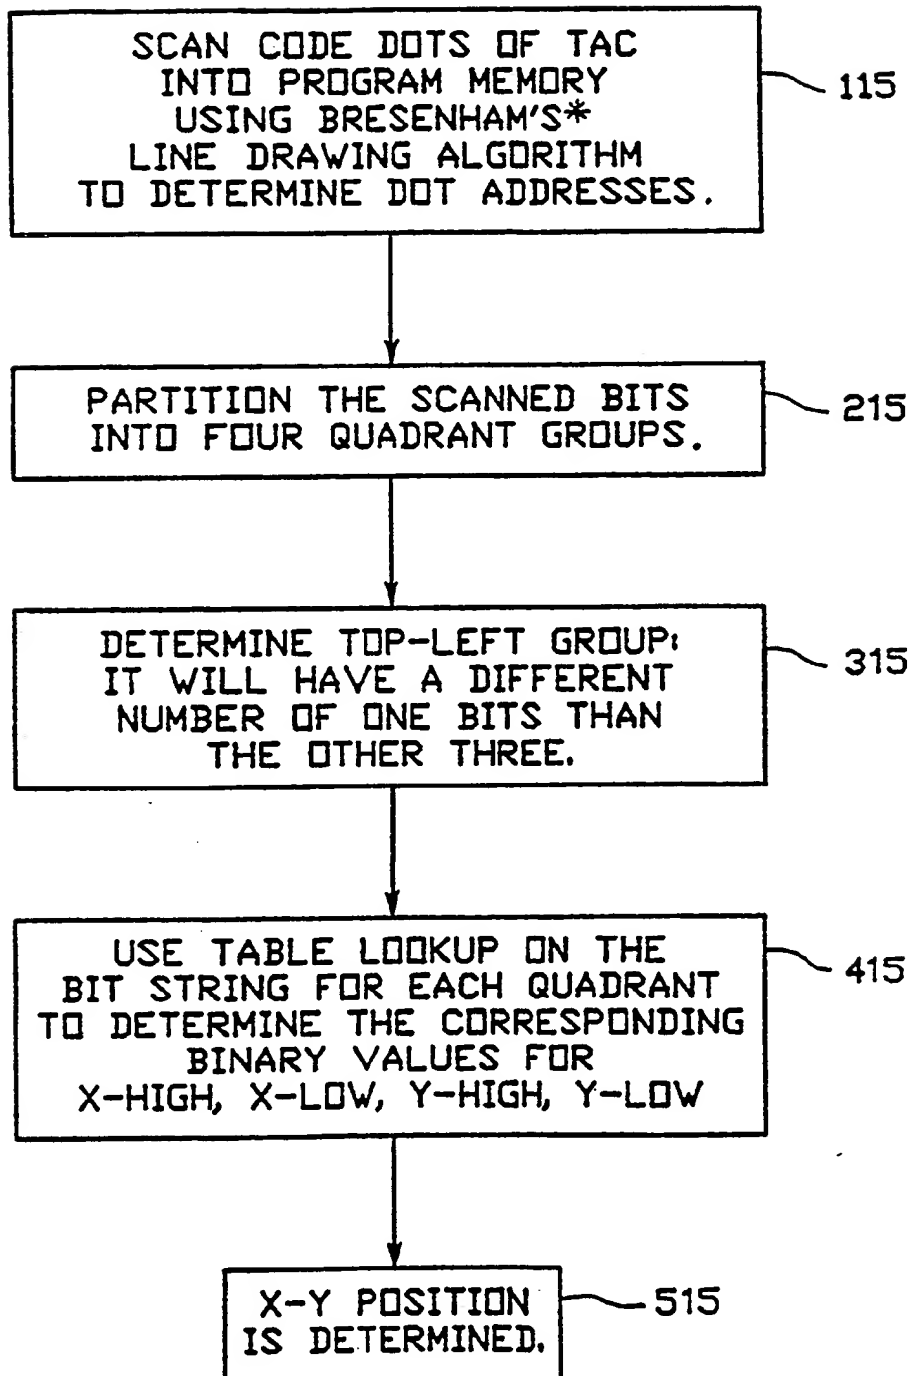 SCAN CODE DOTS OF TAC
INTO PROGRAM MEMORY
USING BRESENHAM'S*
LINE DRAWING ALGORITHM
TO DETERMINE DOT ADDRESSES.
115
PARTITION THE SCANNED BITS
INTO FOUR QUADRANT GROUPS.
215
DETERMINE TOP-LEFT GROUP:
IT WILL HAVE A DIFFERENT
NUMBER OF ONE BITS THAN
THE OTHER THREE.
315
USE TABLE LOOKUP ON THE
BIT STRING FOR EACH QUADRANT
TO DETERMINE THE CORRESPONDING
BINARY VALUES FOR
X-HIGH, X-LOW, Y-HIGH, Y-LOW
415
X-Y POSITION
IS DETERMINED.
515